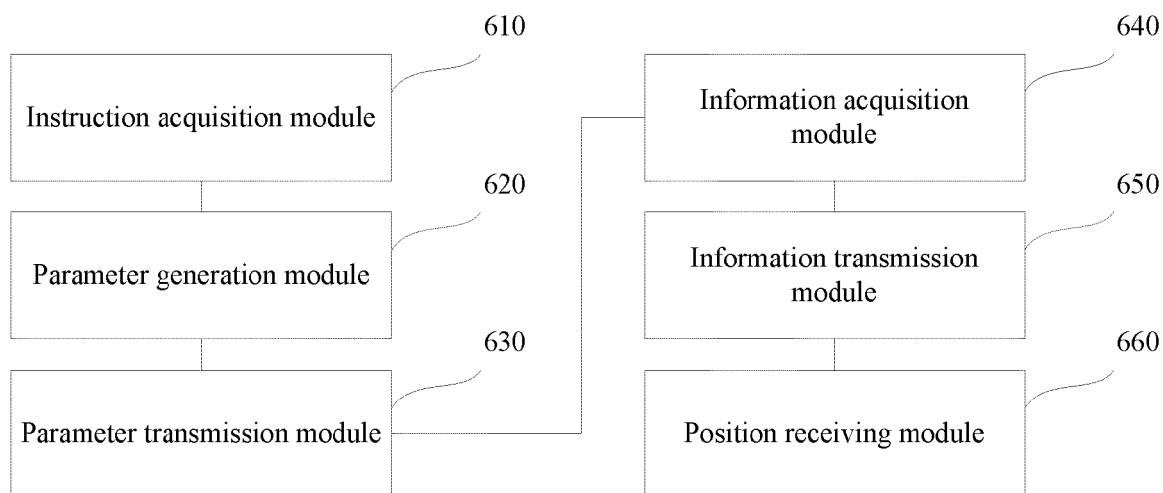 610
Instruction acquisition module
620
Parameter generation module
630
Parameter transmission module
640
Information acquisition
module
650
Information transmission
module
660
Position receiving module